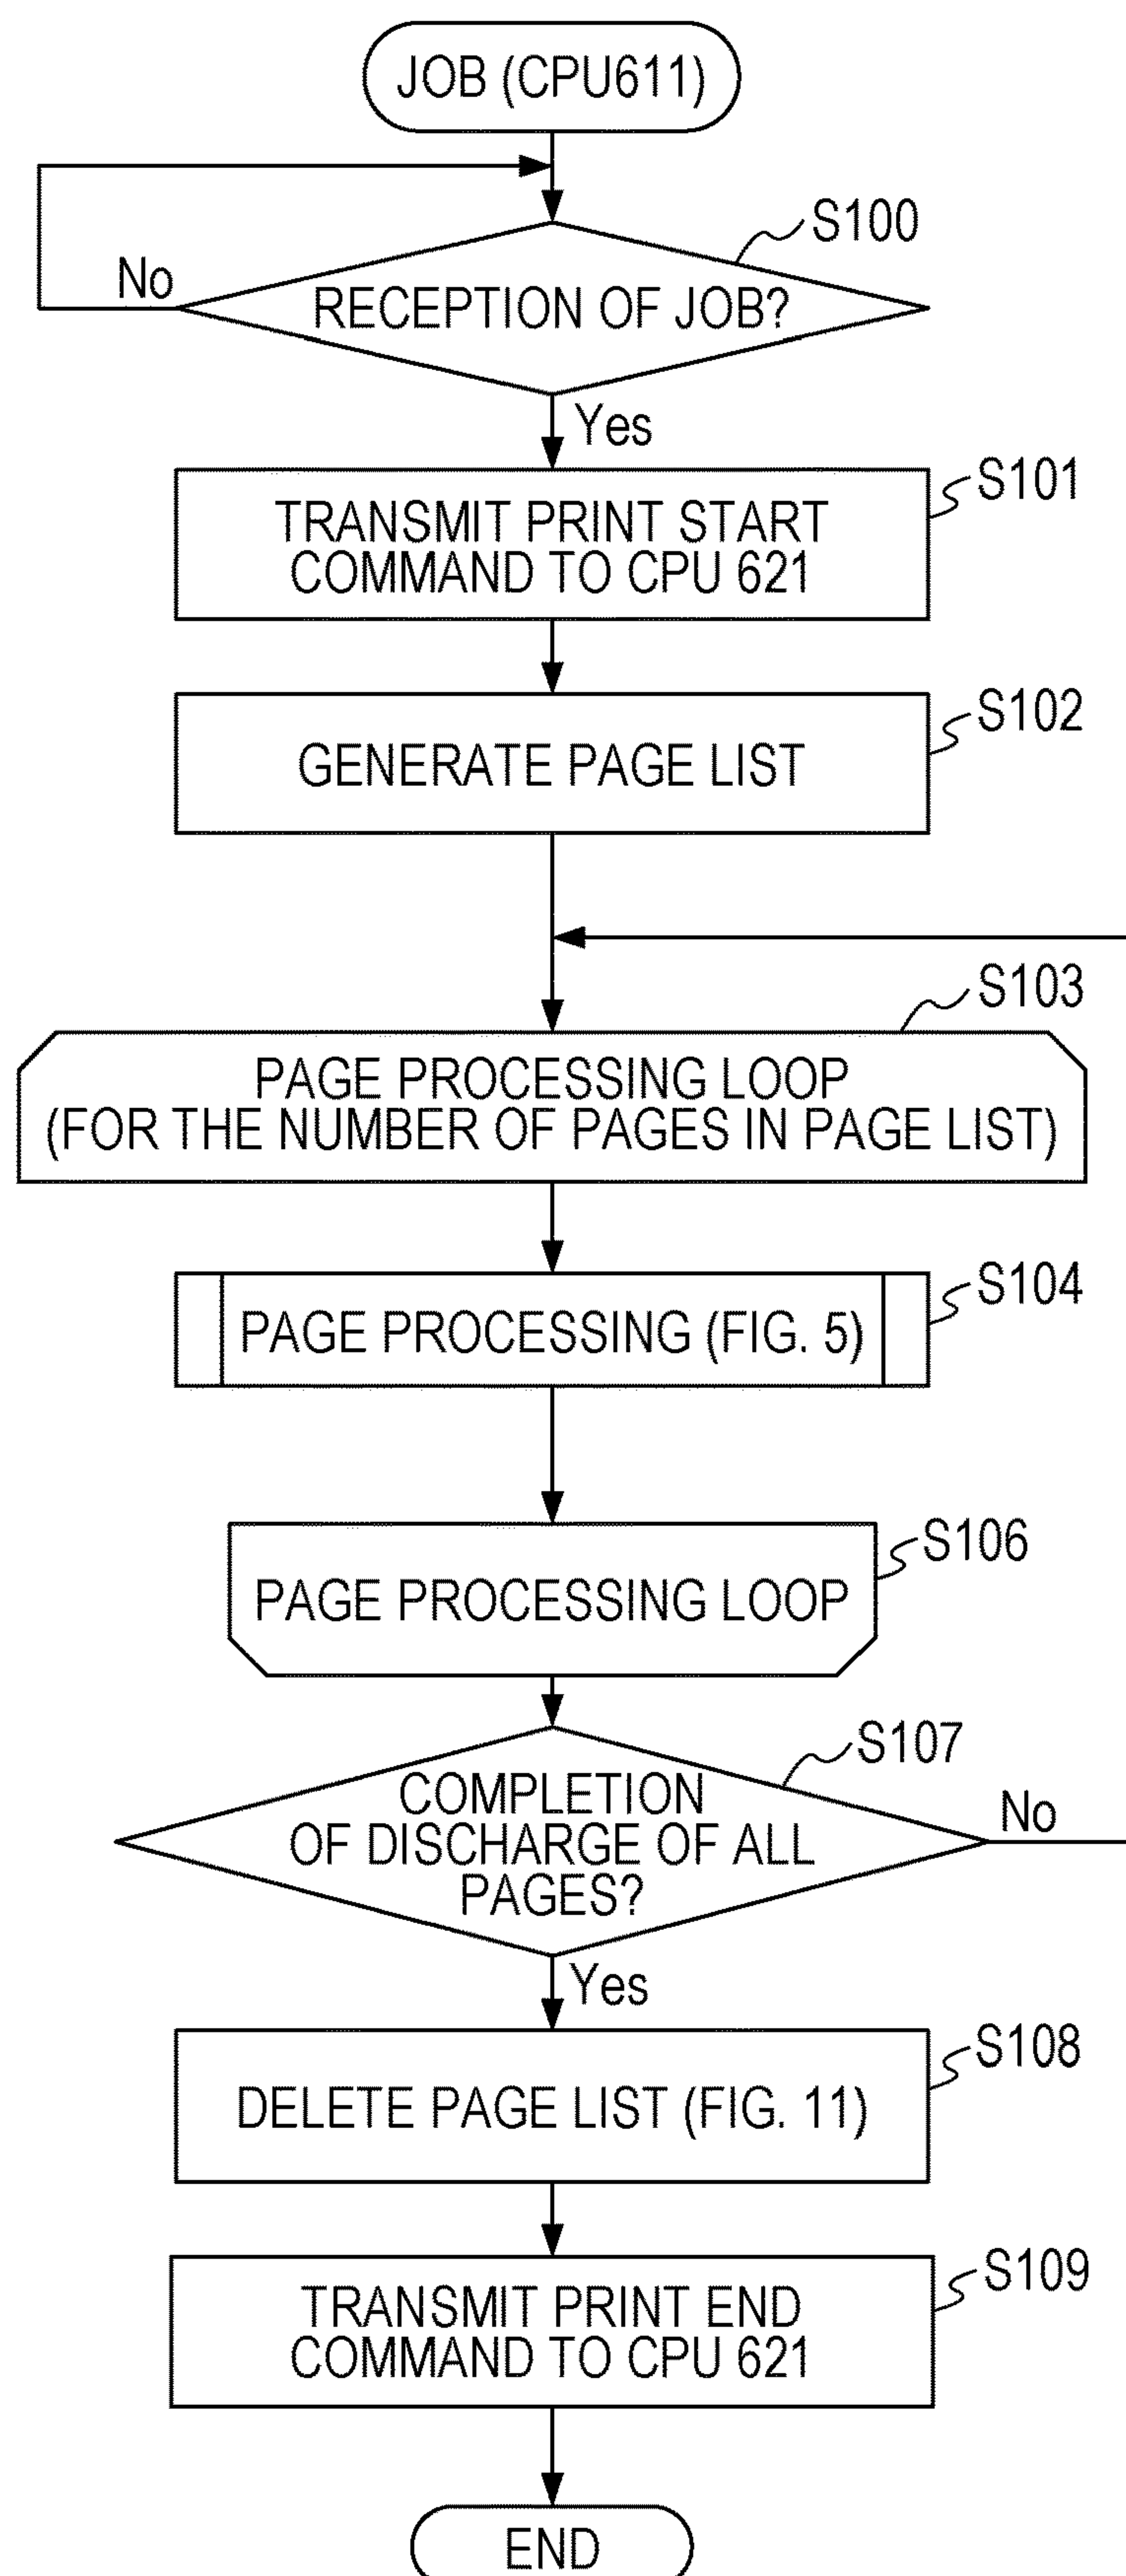 JOB (CPU611)
S100
No
RECEPTION OF JOB?
Yes
S101
TRANSMIT PRINT START
COMMAND TO CPU 621
S102
GENERATE PAGE LIST
S103
PAGE PROCESSING LOOP
(FOR THE NUMBER OF PAGES IN PAGE LIST)
S104
PAGE PROCESSING (FIG. 5)
S106
PAGE PROCESSING LOOP
S107
COMPLETION
OF DISCHARGE OF ALL
PAGES?
No
Yes
S108
DELETE PAGE LIST (FIG. 11)
S109
TRANSMIT PRINT END
COMMAND TO CPU 621
END